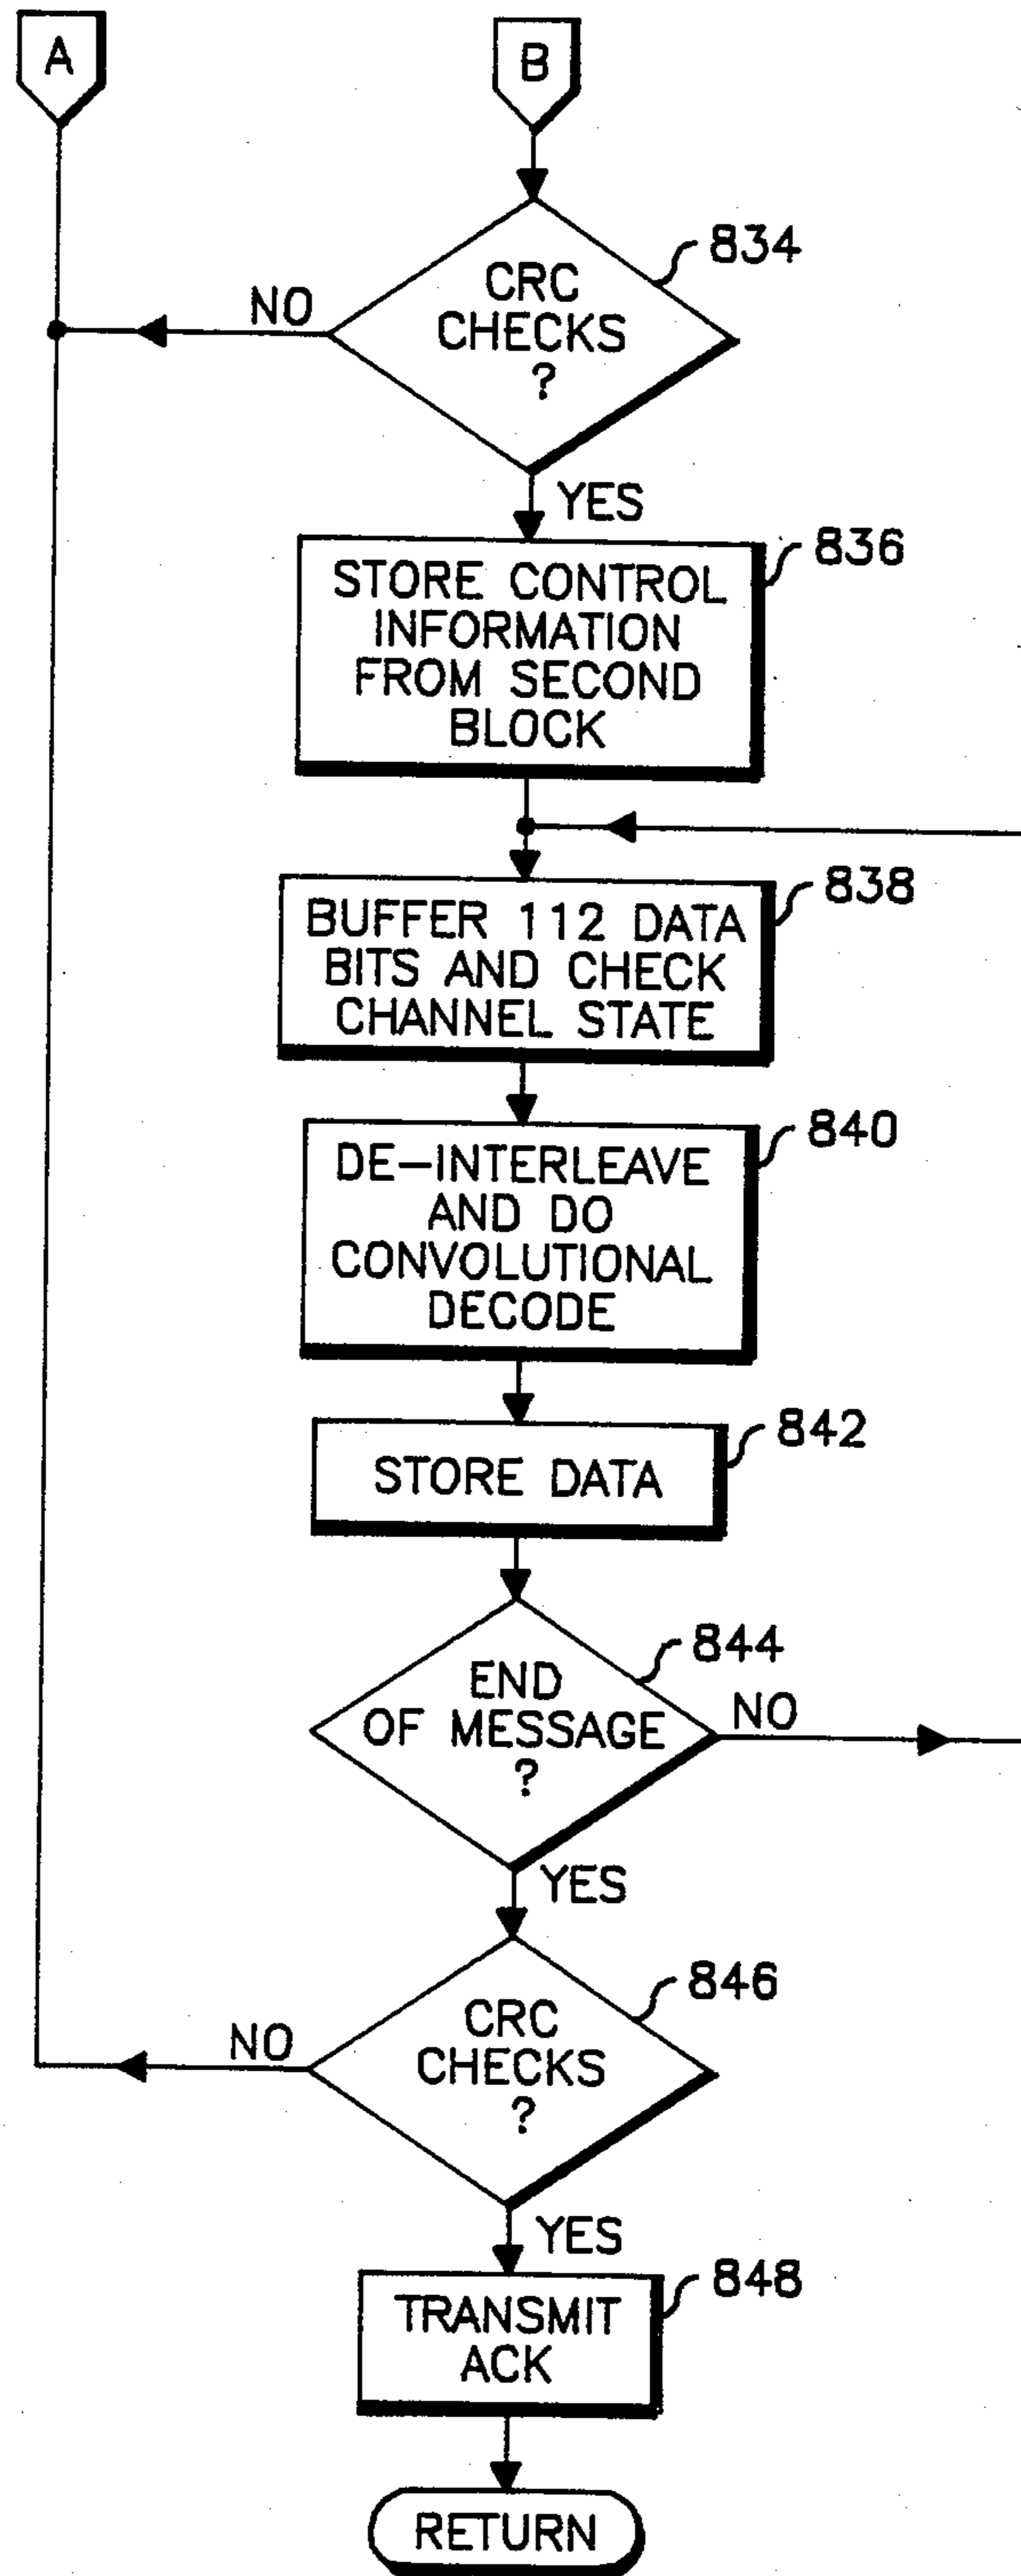 A
B
834
CRC
CHECKS
?
NO
YES
836
STORE CONTROL
INFORMATION
FROM SECOND
BLOCK
838
BUFFER 112 DATA
BITS AND CHECK
CHANNEL STATE
840
DE-INTERLEAVE
AND DO
CONVOLUTIONAL
DECODE
842
STORE DATA
844
END
OF MESSAGE
?
NO
YES
846
CRC
CHECKS
?
NO
YES
848
TRANSMIT
ACK
RETURN